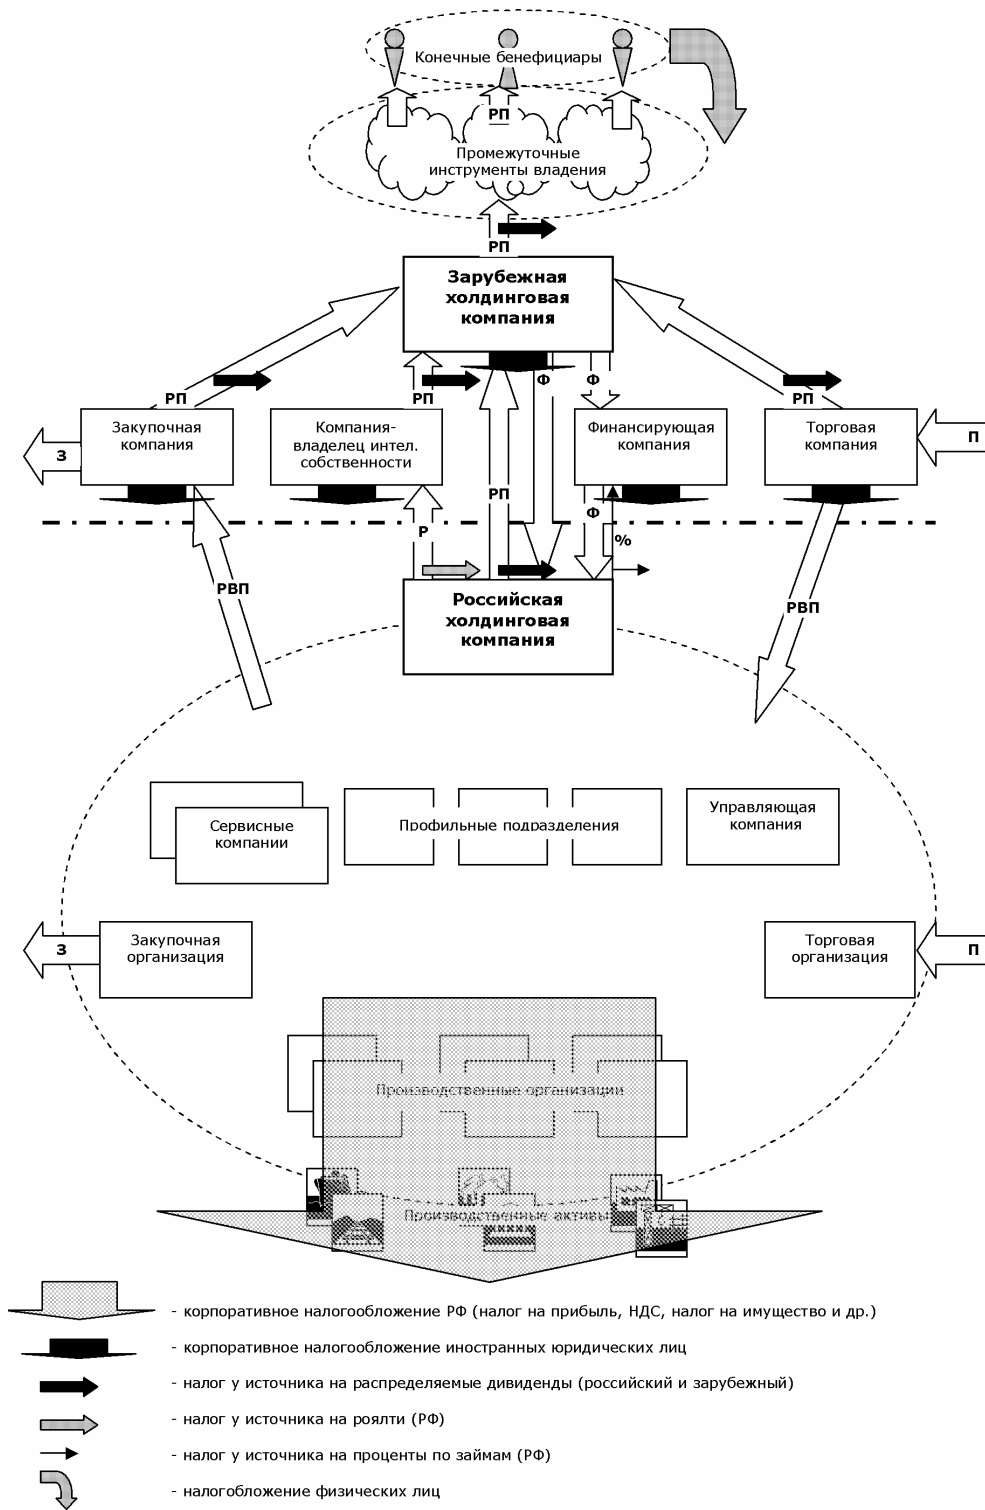 Конечные бенефициары
РП
Промежуточные
инструменты владения
РП
Зарубежная
холдинговая
компания
РП
РП
Ф
Ф
РП
Закупочная
компания
Компания-
владелец интел.
собственности
Финансирующая
компания
Торговая
компания
З
П
РП
Ф
Р
%
РВП
РВП
Российская
холдинговая
компания
Сервисные
компании
Профильные подразделения
Управляющая
компания
З
Закупочная
организация
Торговая
организация
П
Производственные организации
Производственные активы
- корпоративное налогообложение РФ (налог на прибыль, НДС, налог на имущество и др.)
- корпоративное налогообложение иностранных юридических лиц
- налог у источника на распределяемые дивиденды (российский и зарубежный)
- налог у источника на роялти (РФ)
- налог у источника на проценты по займам (РФ)
- налогообложение физических лиц